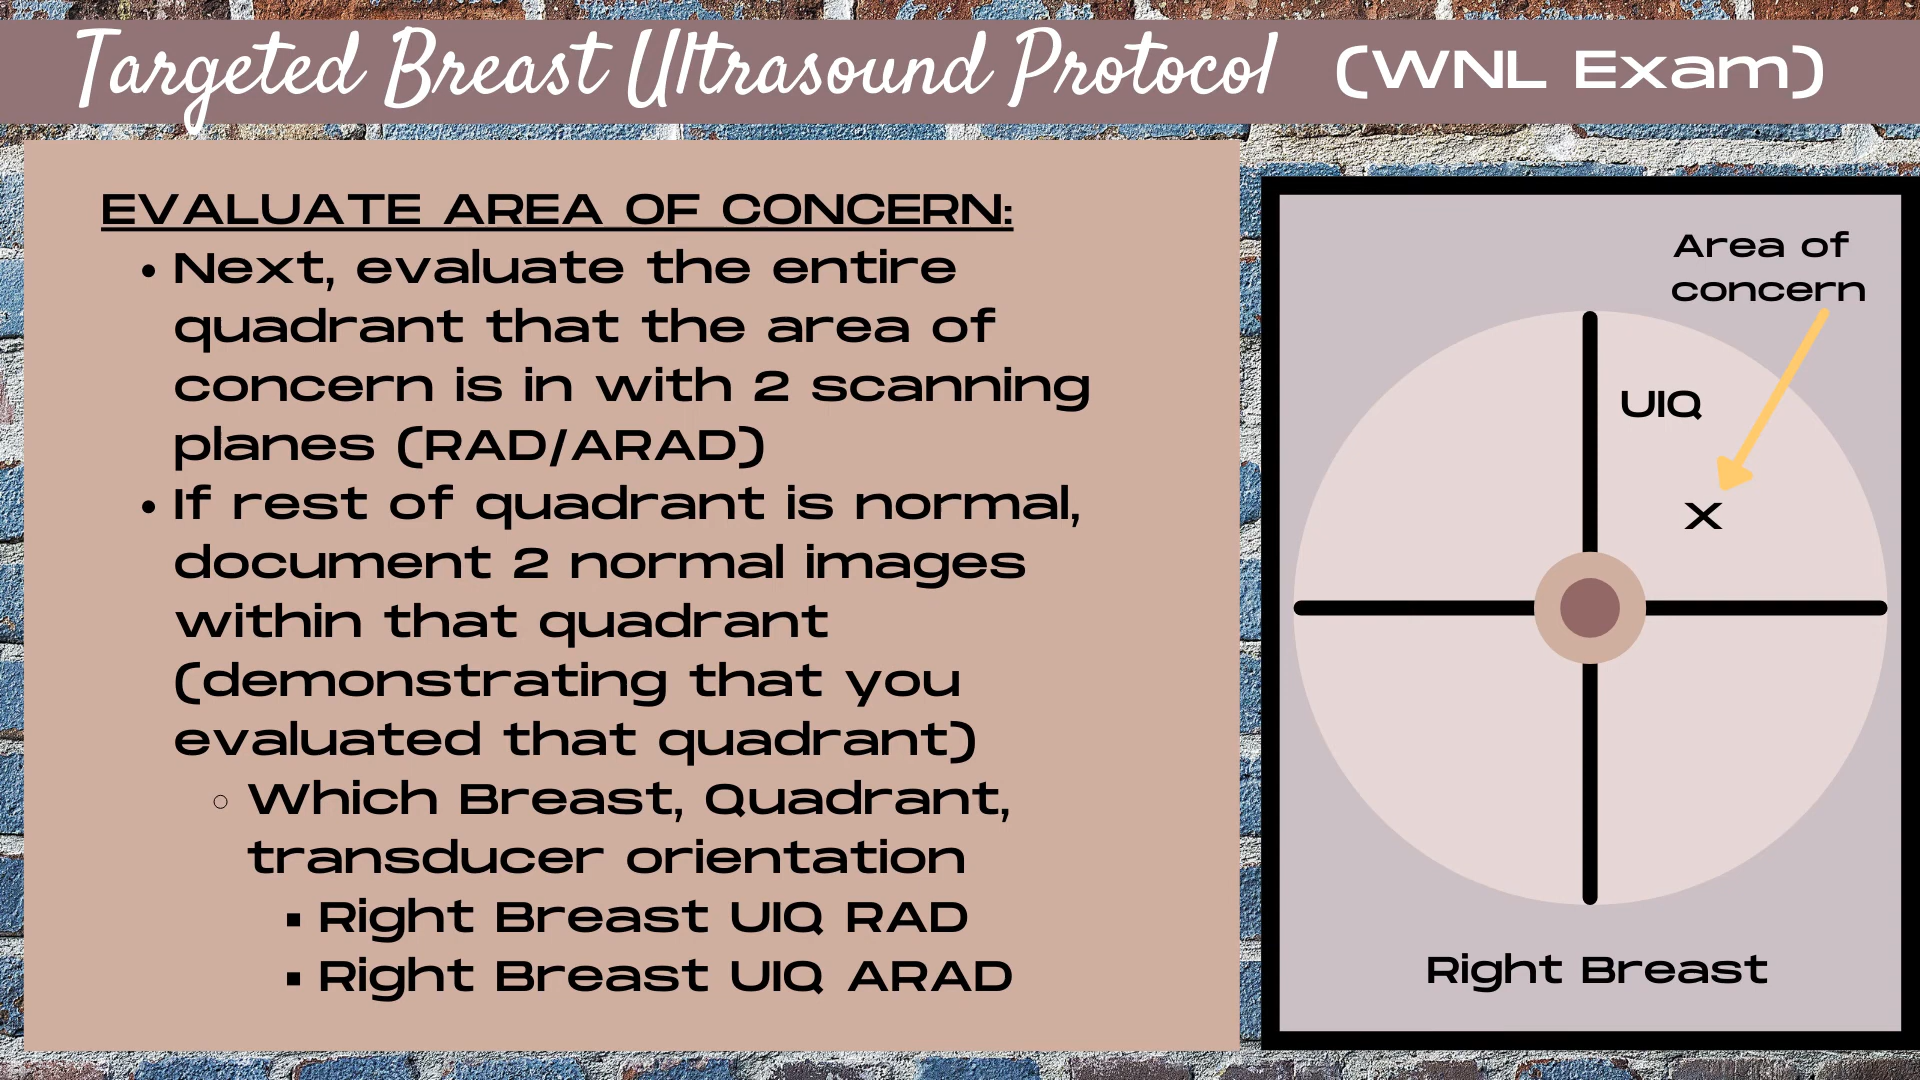 Targeted Breast Ultrasound Protocol (WNL Exam)
EVALUATE AREA OF CONCERN:
• Next, evaluate the entire
quadrant that the area of
concern is in with 2 scanning
planes (RAD/ARAD)
• If rest of quadrant is normal,
document 2 normal images
within that quadrant
(demonstrating that you
evaluated that quadrant)
◦ Which Breast, Quadrant,
transducer orientation
▪ Right Breast UIQ RAD
▪ Right Breast UIQ ARAD
Area of
concern
UIQ
X
Right Breast